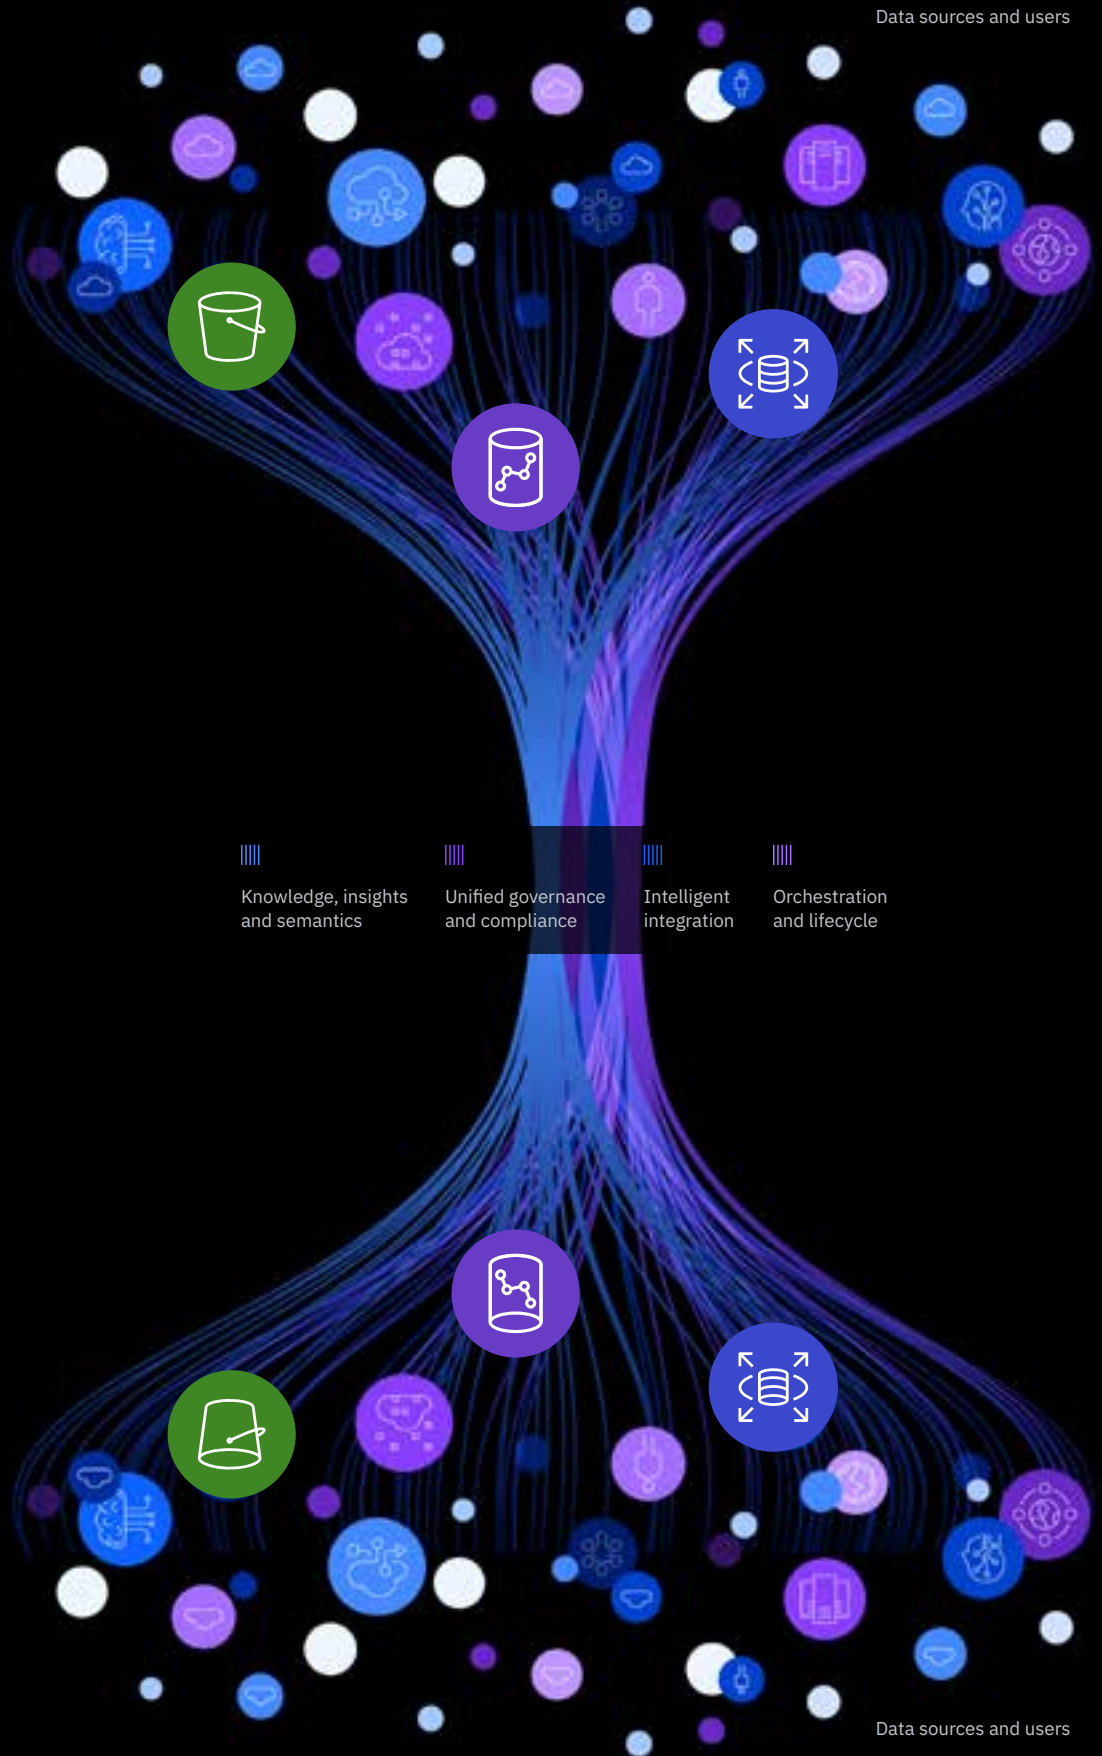 Data sources and users
Knowledge, insights
and semantics
Unified governance
and compliance
Intelligent
integration
Orchestration
and lifecycle
Data sources and users